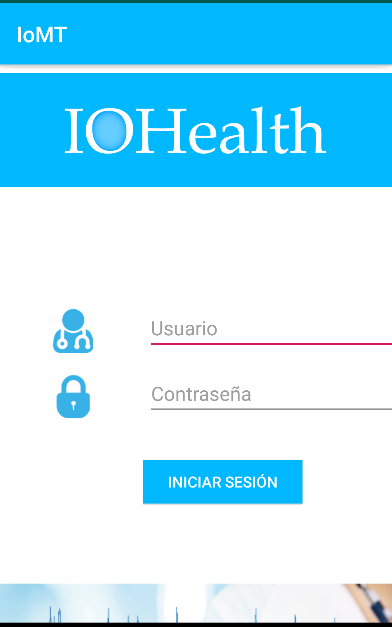 IoMT
IOHealth
Usuario
Contraseña
INICIAR SESIÓN